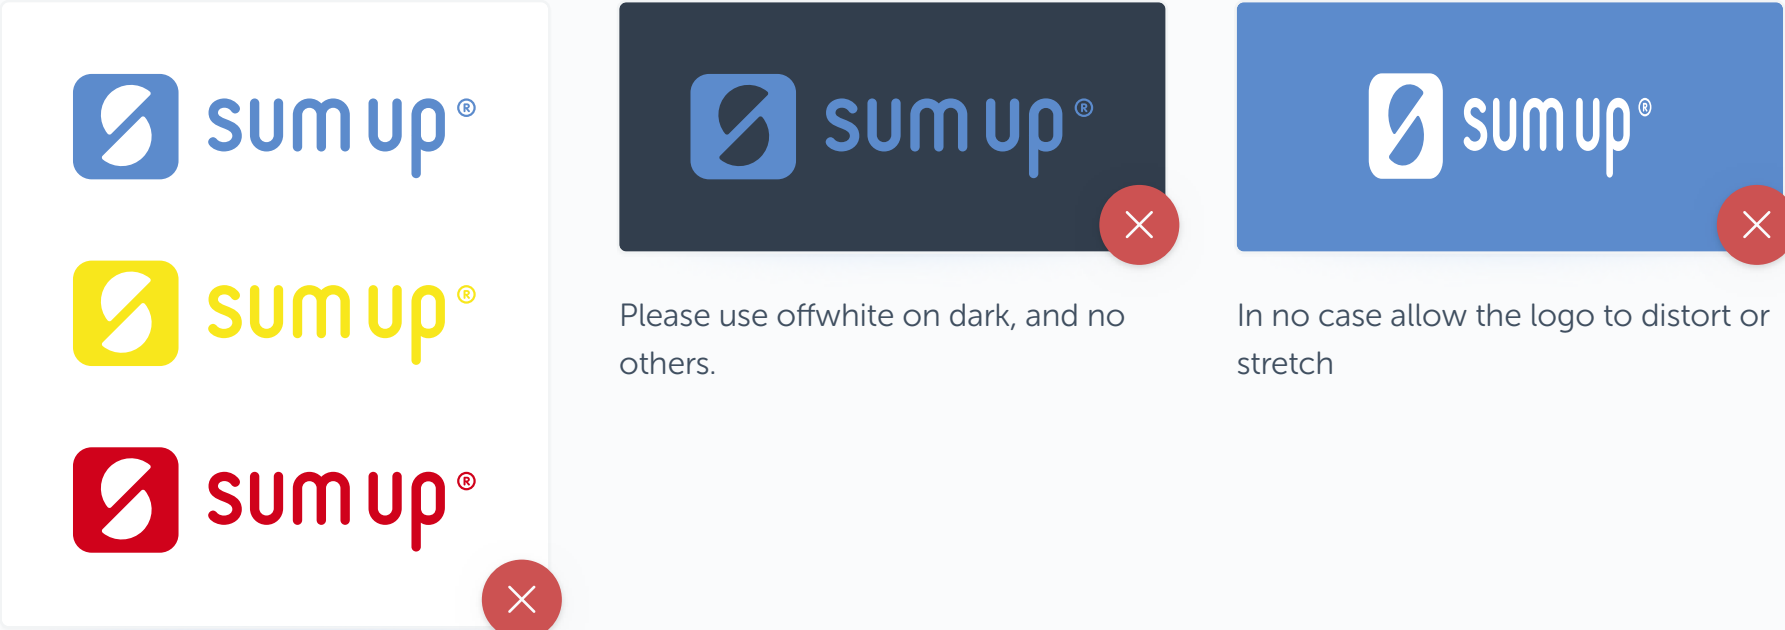 sum up®
sum up®
sum up®
sum up®
Please use offwhite on dark, and no
others.
sum up®
In no case allow the logo to distort or
stretch